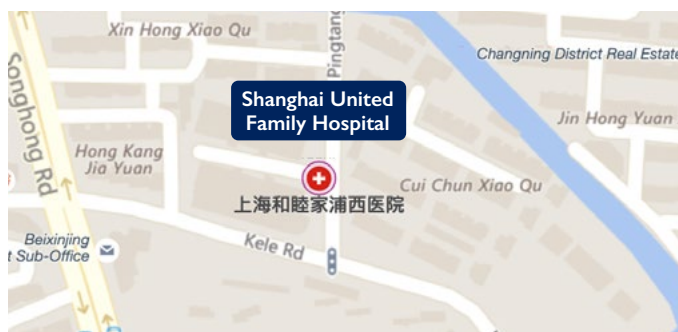 Xin Hong Xiao Qu
Pingtang
Changning District Real Estate
Songhong Rd
Shanghai United
Family Hospital
Jin Hong Yuan
Hong Kang
Jia Yuan
Cui Chun Xiao Qu
上海和睦家浦西医院
Kele Rd
Beixinjing
t Sub-Office